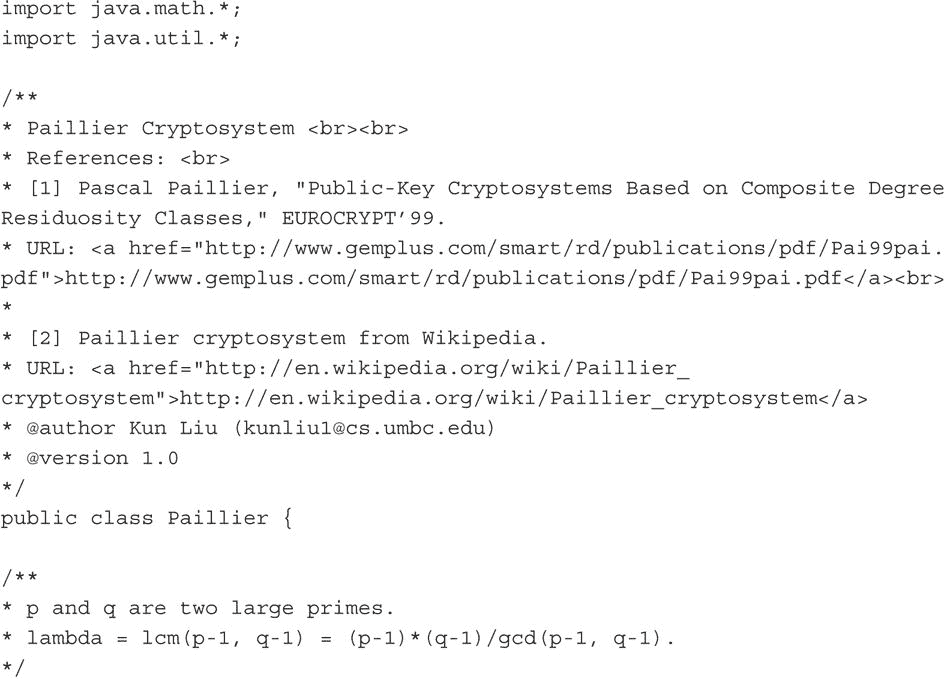 import java.math.*;
import java.util.*;
/**
* Paillier Cryptosystem <br><br>
* References: <br>
* [1] Pascal Paillier, "Public-Key Cryptosystems Based on Composite Degree
Residuosity Classes," EUROCRYPT’99.
* URL: <a href="http://www.gemplus.com/smart/rd/publications/pdf/Pai99pai.
pdf">http://www.gemplus.com/smart/rd/publications/pdf/Pai99pai.pdf</a><br>
*
* [2] Paillier cryptosystem from Wikipedia.
* URL: <a href="http://en.wikipedia.org/wiki/Paillier_
cryptosystem">http://en.wikipedia.org/wiki/Paillier_cryptosystem</a>
* @author Kun Liu (kunliu1@cs.umbc.edu)
* @version 1.0
*/
public class Paillier {
/**
* p and q are two large primes.
* lambda = lcm(p-1, q-1) = (p-1)*(q-1)/gcd(p-1, q-1).
*/